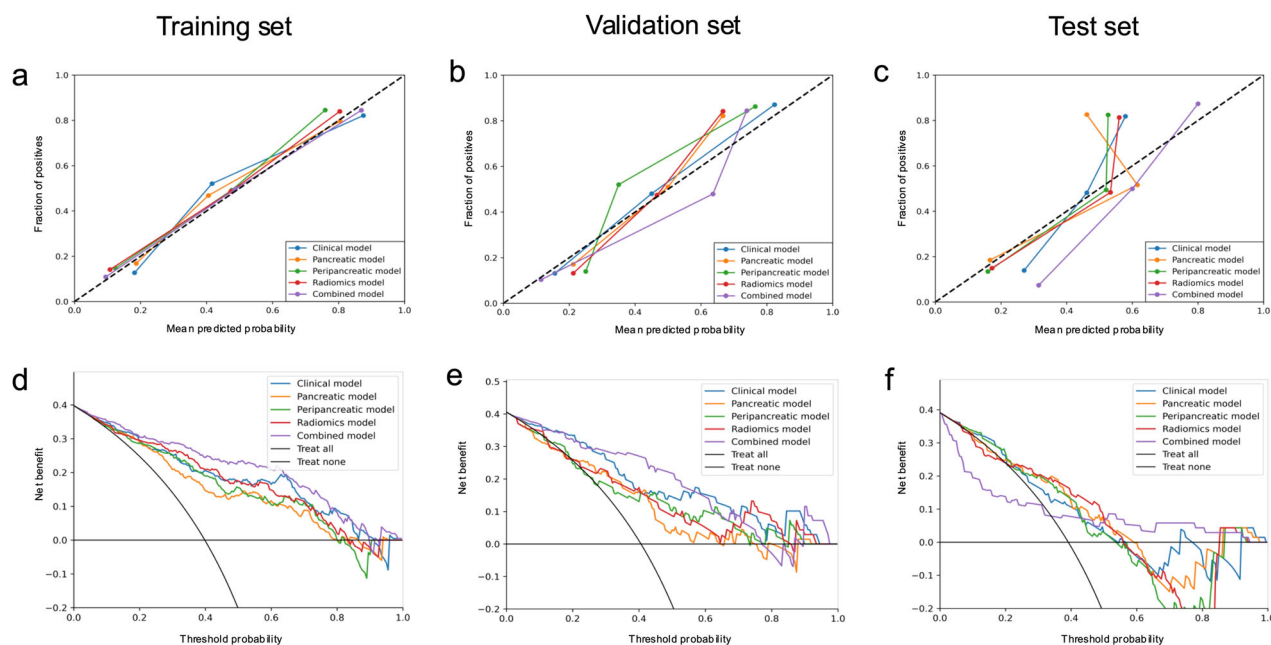 Training set
Validation set
Test set
a
1.0
0.8
0.6
0.4
0.2
0.0
Fraction of positives
Clinical model
Pancreatic model
Peripancreatic model
Radiomics model
Combined model
0.0 0.2 0.4 0.6 0.8 1.0
Mean predicted probability
b
1.0
0.8
0.6
0.4
0.2
0.0
Fraction of positives
Clinical model
Pancreatic model
Peripancreatic model
Radiomics model
Combined model
0.0 0.2 0.4 0.6 0.8 1.0
Mean predicted probability
c
1.0
0.8
0.6
0.4
0.2
0.0
Fraction of positives
Clinical model
Pancreatic model
Peripancreatic model
Radiomics model
Combined model
0.0 0.2 0.4 0.6 0.8 1.0
Mean predicted probability
d
0.4
0.3
0.2
0.1
0.0
−0.1
−0.2
Net benefit
Clinical model
Pancreatic model
Peripancreatic model
Radiomics model
Combined model
Treat all
Treat none
0.0 0.2 0.4 0.6 0.8 1.0
Threshold probability
e
0.5
0.4
0.3
0.2
0.1
0.0
−0.1
−0.2
Net benefit
Clinical model
Pancreatic model
Peripancreatic model
Radiomics model
Combined model
Treat all
Treat none
0.0 0.2 0.4 0.6 0.8 1.0
Threshold probability
f
0.4
0.3
0.2
0.1
0.0
−0.1
−0.2
Net benefit
Clinical model
Pancreatic model
Peripancreatic model
Radiomics model
Combined model
Treat all
Treat none
0.0 0.2 0.4 0.6 0.8 1.0
Threshold probability